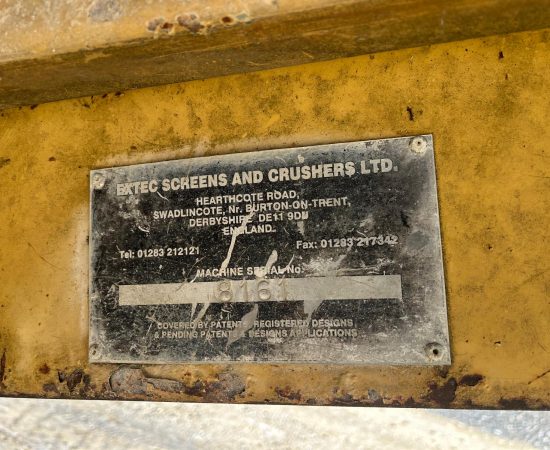 EXTEC SCREENS AND CRUSHERS LTD.
HEARTHCOTE ROAD,
SWADLINCOTE, Nr. BURTON-ON-TRENT,
DERBYSHIRE DE11 9DU
ENGLAND.
Tel: 01283 212121 Fax: 01283 217342
MACHINE SERIAL No.
8161
COVERED BY PATENTS, REGISTERED DESIGNS
& PENDING PATENTS & DESIGNS APPLICATIONS